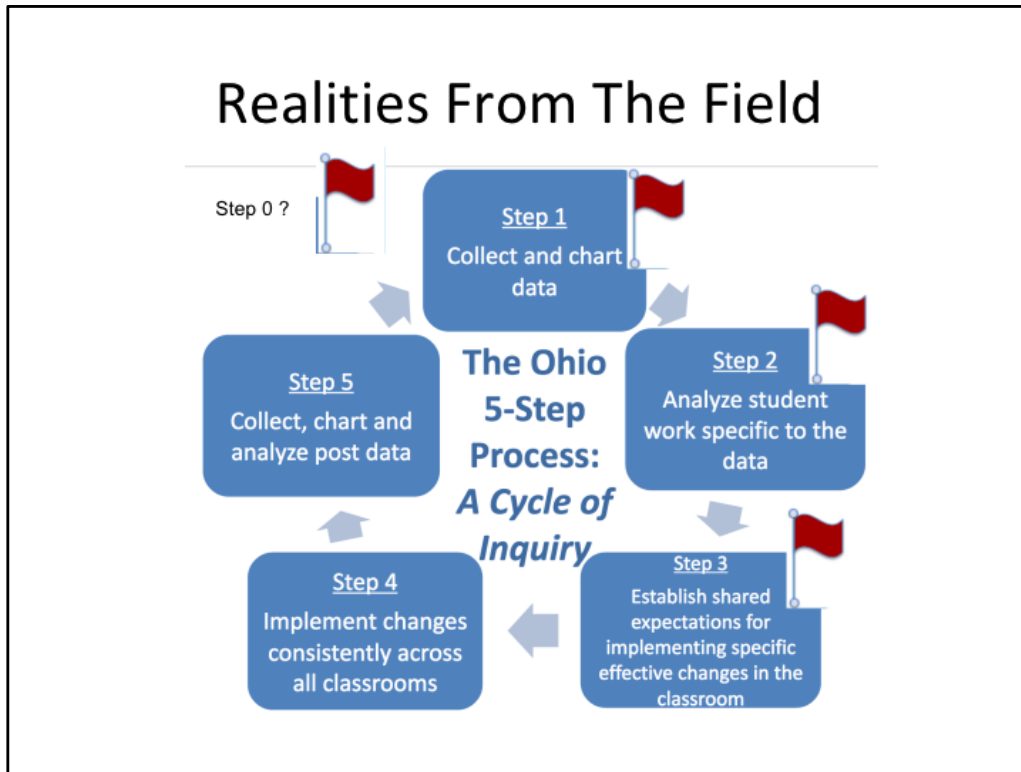 Realities From The Field
Step 0 ?
Step 1
Collect and chart
data
Step 2
Analyze student
work specific to the
data
Step 3
Establish shared
expectations for
implementing specific
effective changes in the
classroom
Step 4
Implement changes
consistently across
all classrooms
Step 5
Collect, chart and
analyze post data
The Ohio
5-Step
Process:
A Cycle of
Inquiry